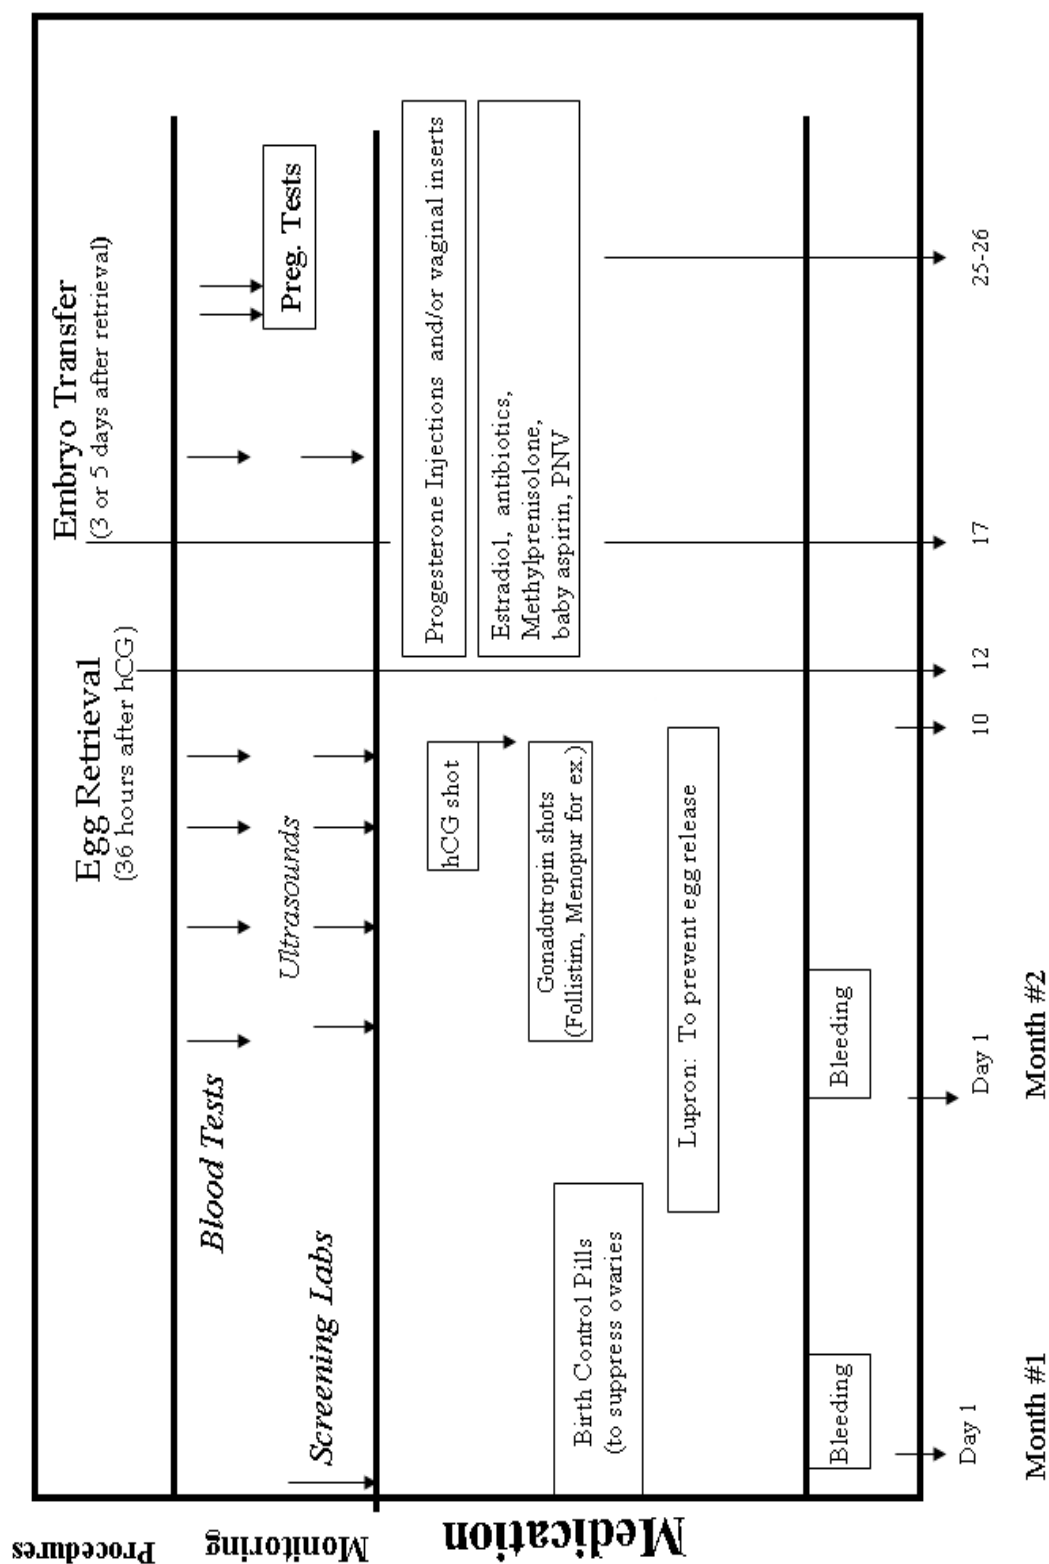 Procedures
Egg Retrieval
(36 hours after hCG)
Embryo Transfer
(3 or 5 days after retrieval)
Monitoring
Blood Tests
Ultrasounds
Screening Labs
Preg. Tests
Medication
Progesterone Injections and/or vaginal inserts
hCG shot
Estradiol, antibiotics,
Methylprenisolone,
baby aspirin, PNV
Gonadotropin shots
(Follistim, Menopur for ex.)
Birth Control Pills
(to suppress ovaries
Lupron: To prevent egg release
Bleeding
Bleeding
Day 1
Day 1
10
12
17
25-26
Month #1
Month #2